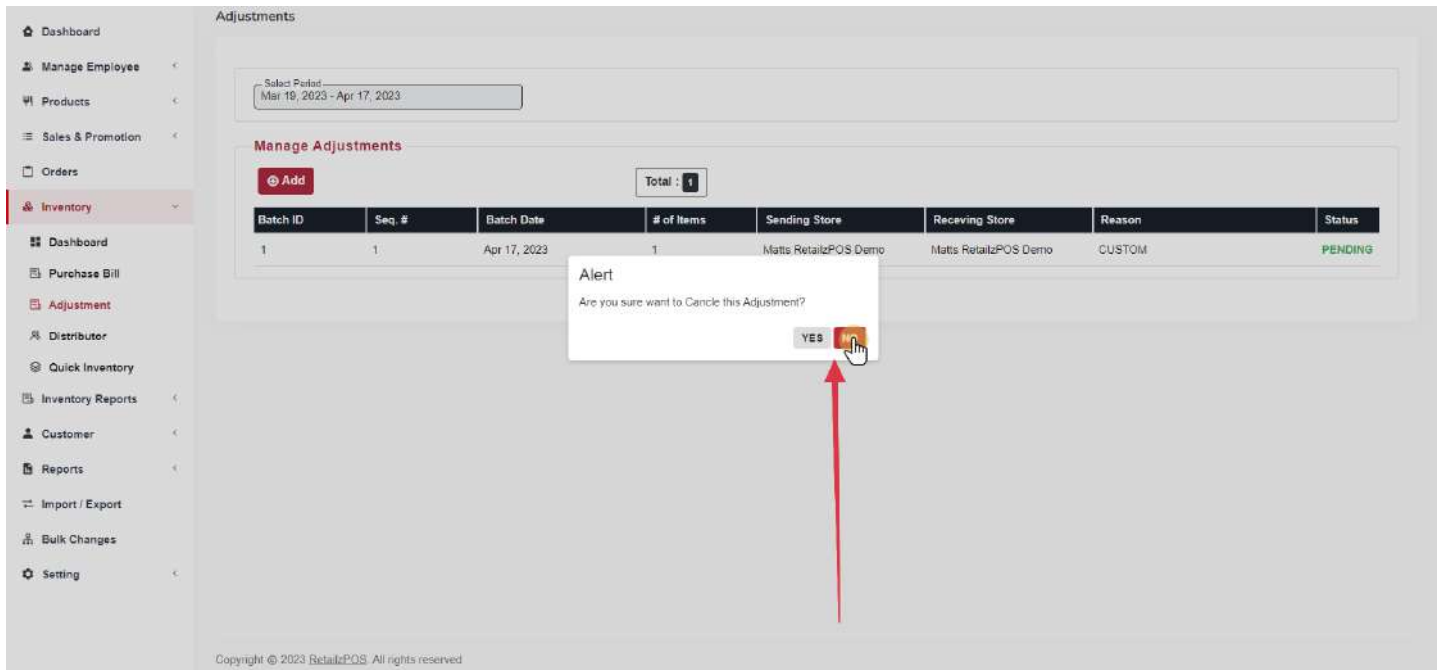 Adjustments
Dashboard
Manage Employee
Products
Sales & Promotion
Orders
Inventory
Dashboard
Purchase Bill
Adjustment
Distributor
Quick Inventory
Inventory Reports
Customer
Reports
Import / Export
Bulk Changes
Setting
Select Period
Mar 19, 2023 - Apr 17, 2023
Manage Adjustments
Add
Total : 1
Batch ID Seq. # Batch Date # of Items Sending Store Receving Store Reason Status
1 1 Apr 17, 2023 1 Matts RetailzPOS Demo Matts RetailzPOS Demo CUSTOM PENDING
Alert
Are you sure want to Cancle this Adjustment?
YES NO
Copyright © 2023 RetailzPOS. All rights reserved